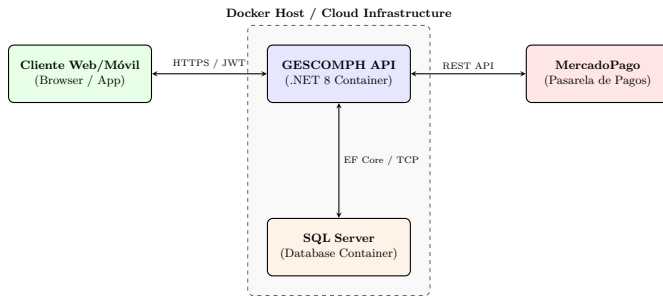 Docker Host / Cloud Infrastructure
Cliente Web/Móvil
(Browser / App)
HTTPS / JWT
GESCOMPH API
(.NET 8 Container)
REST API
MercadoPago
(Pasarela de Pagos)
EF Core / TCP
SQL Server
(Database Container)